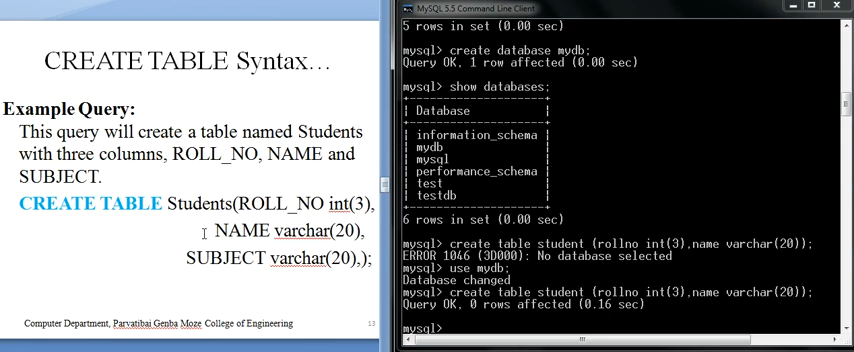 CREATE TABLE Syntax…
Example Query:
This query will create a table named Students
with three columns, ROLL_NO, NAME and
SUBJECT.
CREATE TABLE Students(ROLL_NO int(3),
NAME varchar(20),
SUBJECT varchar(20),);
Computer Department, Parvatibai Genba Moze College of Engineering
13
MySQL 5.5 Command Line Client
5 rows in set (0.00 sec)
mysql> create database mydb;
Query OK, 1 row affected (0.00 sec)
mysql> show databases;
+--------------------+
| Database           |
+--------------------+
| information_schema |
| mydb               |
| mysql              |
| performance_schema |
| test               |
| testdb             |
+--------------------+
6 rows in set (0.00 sec)
mysql> create table student (rollno int(3),name varchar(20));
ERROR 1046 (3D000): No database selected
mysql> use mydb;
Database changed
mysql> create table student (rollno int(3),name varchar(20));
Query OK, 0 rows affected (0.16 sec)
mysql>